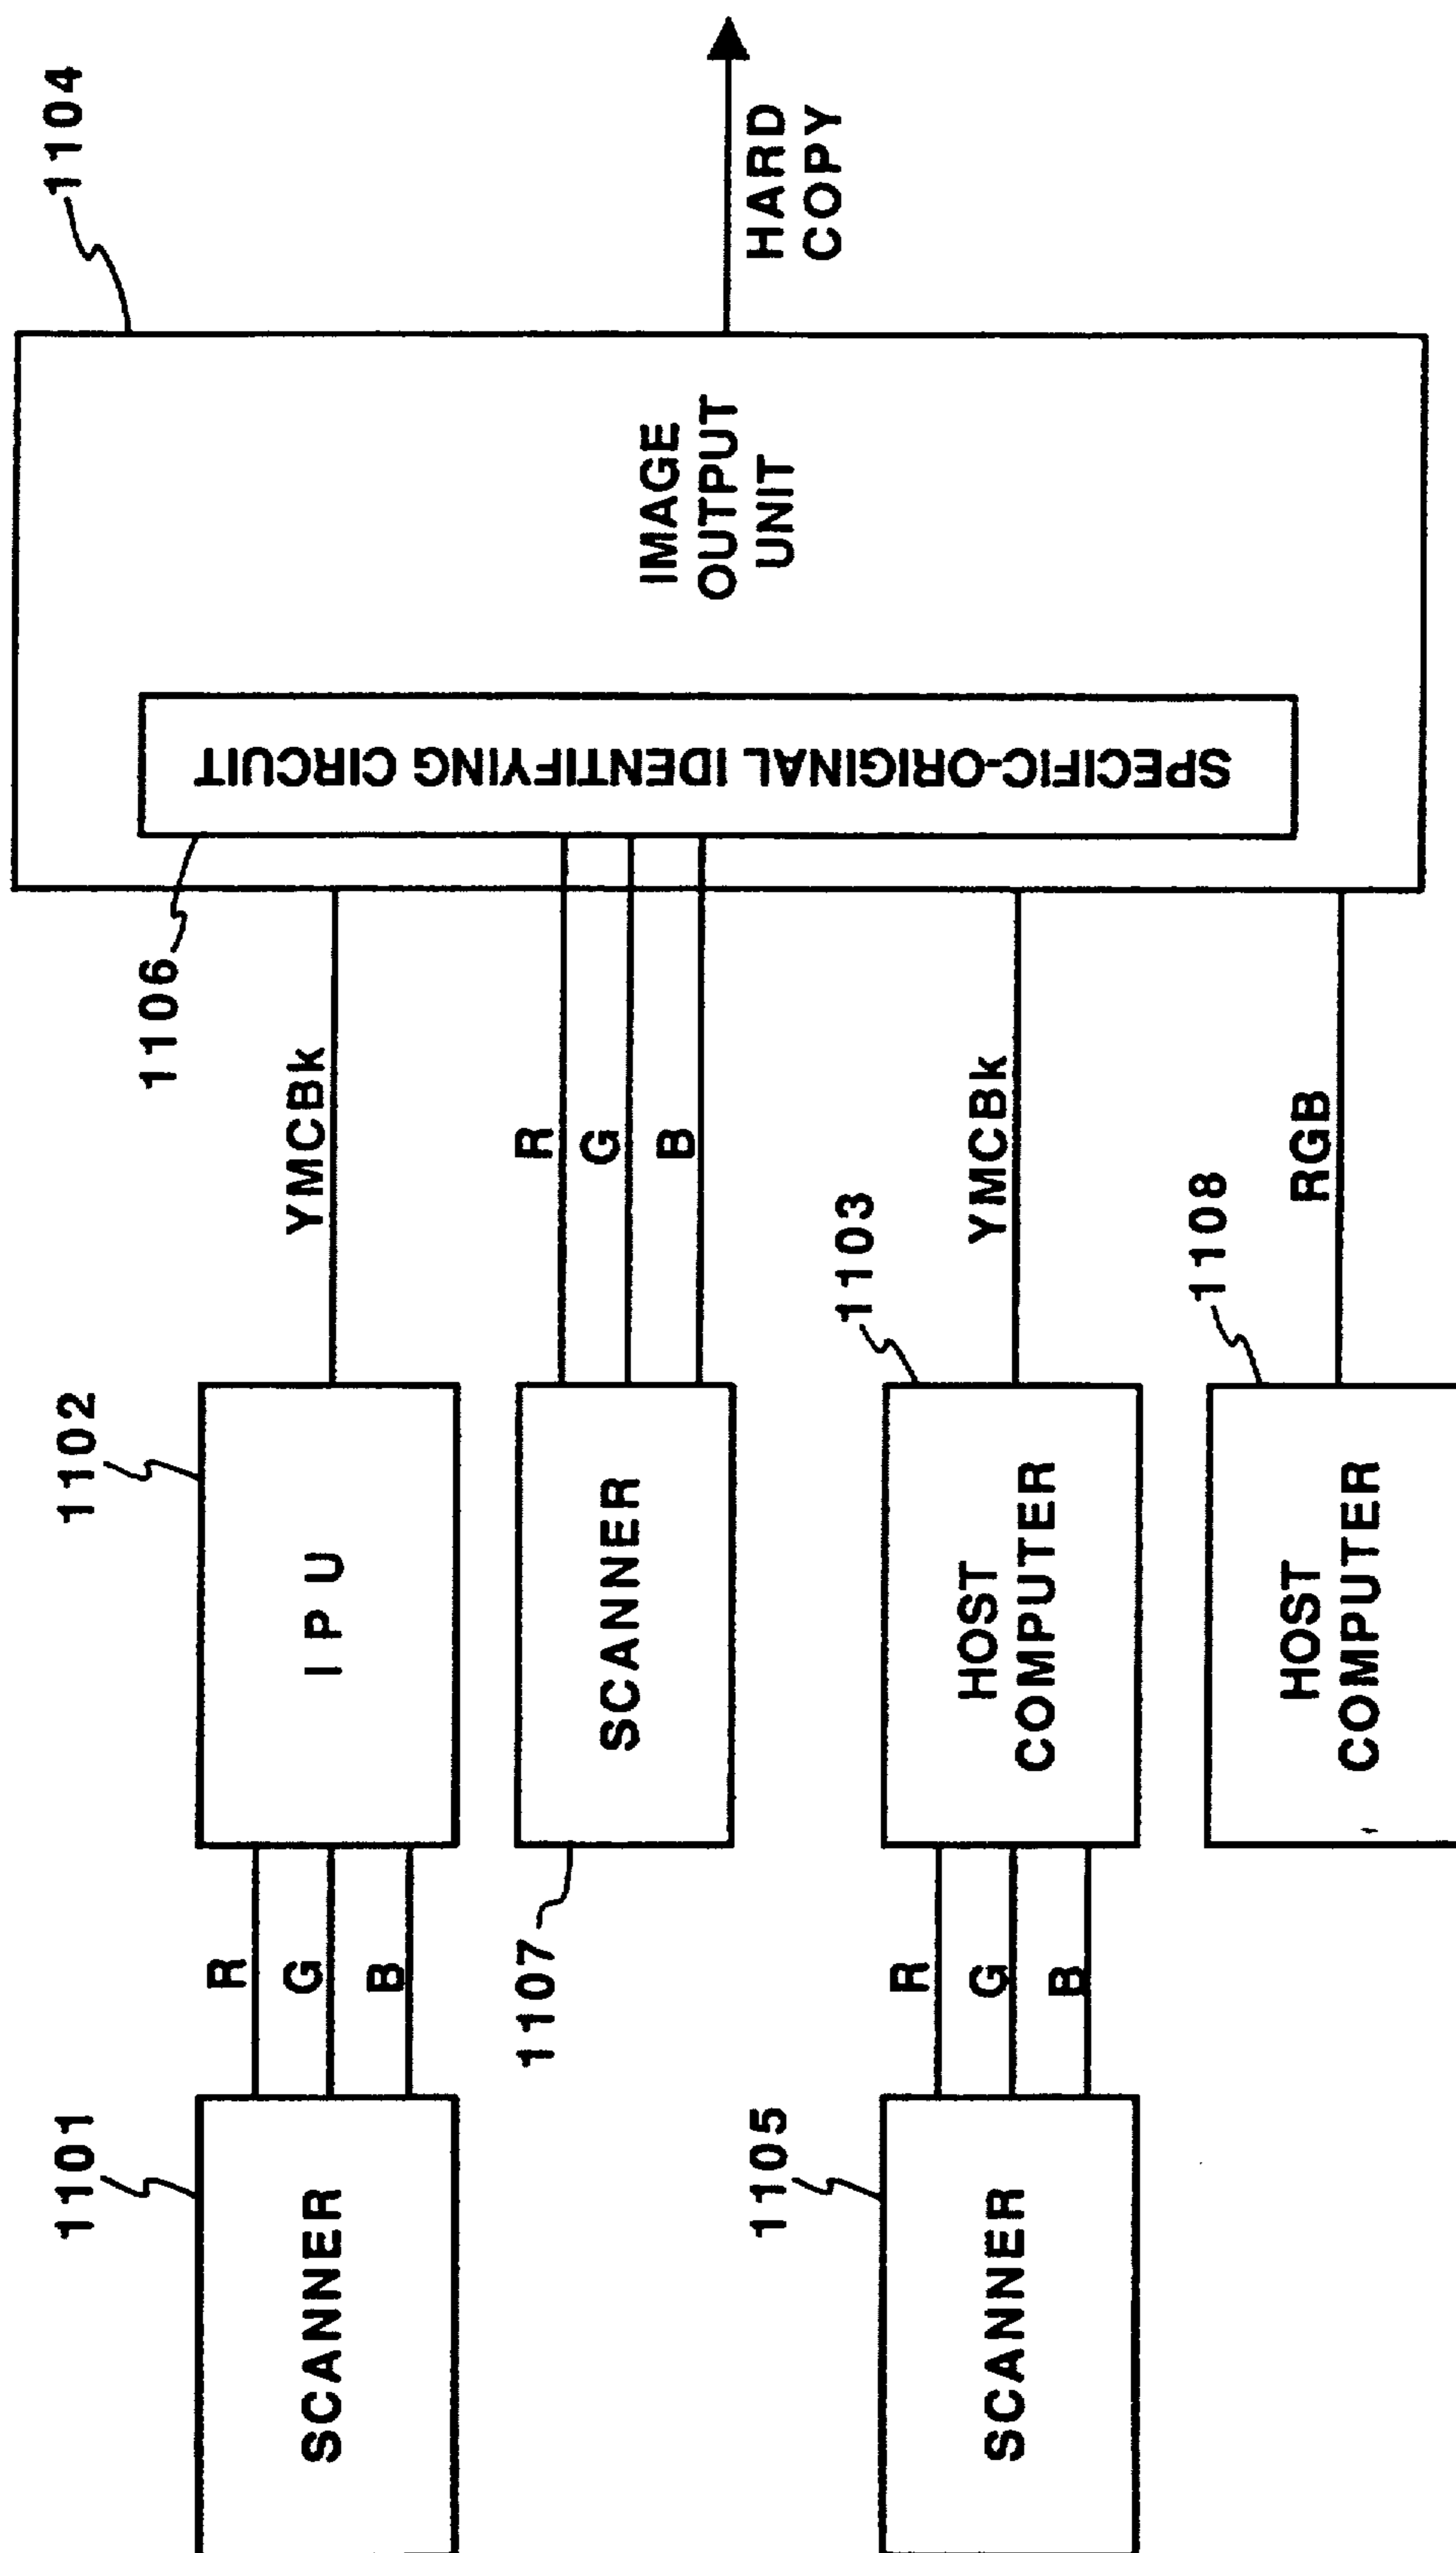 1101
SCANNER
R
G
B
1102
I P U
YMCBk
1107
SCANNER
R
G
B
1105
SCANNER
R
G
B
1103
HOST
COMPUTER
YMCBk
1108
HOST
COMPUTER
RGB
1106
SPECIFIC-ORIGINAL IDENTIFYING CIRCUIT
1104
IMAGE
OUTPUT
UNIT
HARD
COPY